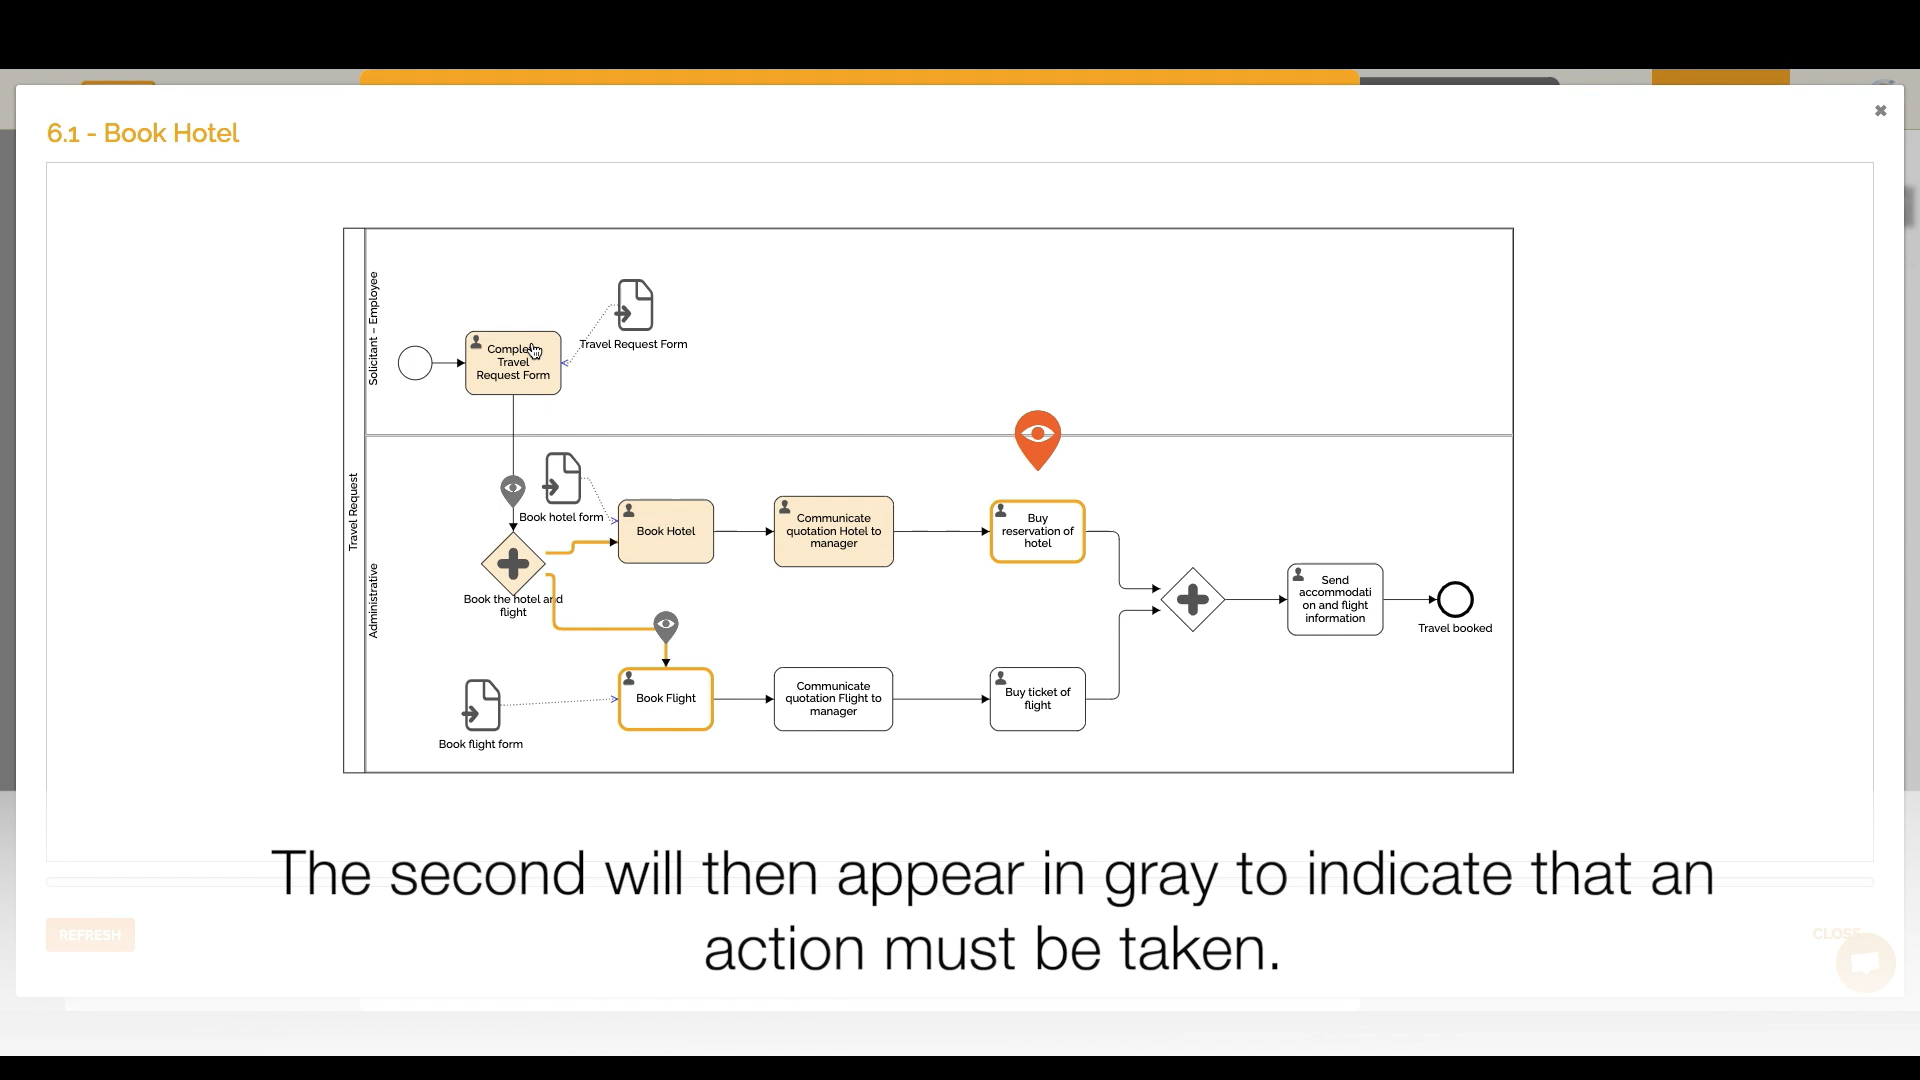 6.1 - Book Hotel
Solicitant – Employee
Travel Request Form
Travel
Request Form
Travel Request
Administrative
Book hotel form
Book Hotel
Communicate
quotation Hotel to
manager
Buy
reservation of
hotel
Book the hotel and
flight
Send
accommodati
on and flight
information
Travel booked
Book Flight
Communicate
quotation Flight to
manager
Buy ticket of
flight
Book flight form
The second will then appear in gray to indicate that an
action must be taken.
REFRESH
CLOSE